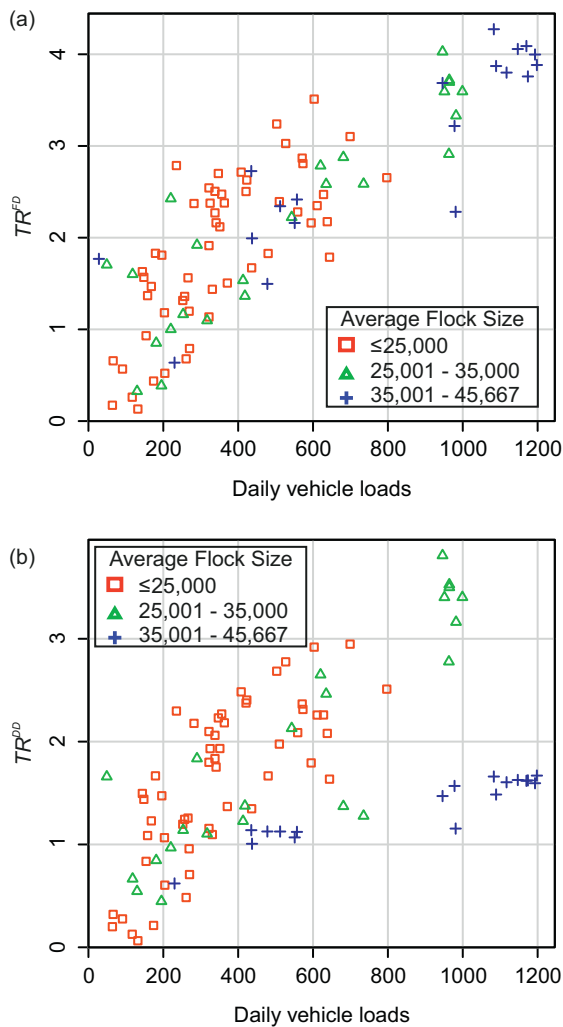 (a)
4
3
2
1
0
TR^FD
Average Flock Size
≤25,000
25,001 - 35,000
35,001 - 45,667
0 200 400 600 800 1000 1200
Daily vehicle loads
(b)
Average Flock Size
≤25,000
25,001 - 35,000
35,001 - 45,667
3
2
1
0
TR^DD
0 200 400 600 800 1000 1200
Daily vehicle loads